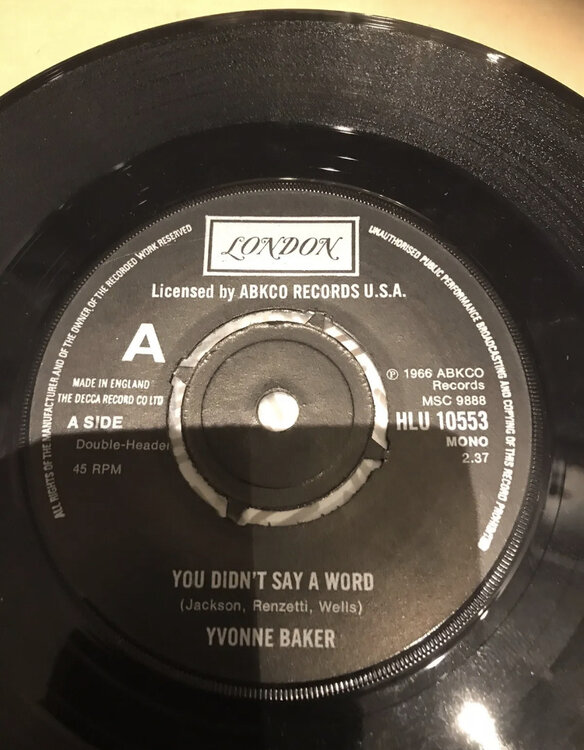 LONDON
Licensed by ABKCO RECORDS U.S.A.
A
MADE IN ENGLAND
THE DECCA RECORD CO LTD
A SIDE
Double-Header
45 RPM
℗ 1966 ABKCO
Records
MSC 9888
HLU 10553
MONO
2.37
YOU DIDN'T SAY A WORD
(Jackson, Renzetti, Wells)
YVONNE BAKER
ALL RIGHTS OF THE MANUFACTURER AND OF THE OWNER OF THE RECORDED WORK RESERVED
UNAUTHORISED PUBLIC PERFORMANCE BROADCASTING AND COPYING OF THIS RECORD PROHIBITED